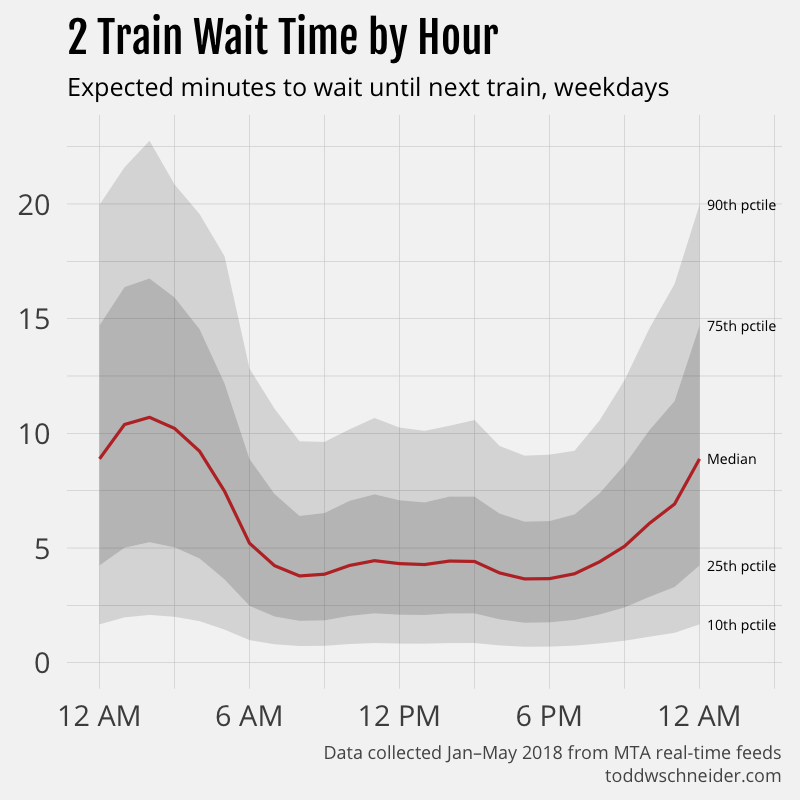 2 Train Wait Time by Hour
Expected minutes to wait until next train, weekdays
20
15
10
5
0
90th pctile
75th pctile
Median
25th pctile
10th pctile
12 AM 6 AM 12 PM 6 PM 12 AM
Data collected Jan–May 2018 from MTA real-time feeds
toddwschneider.com